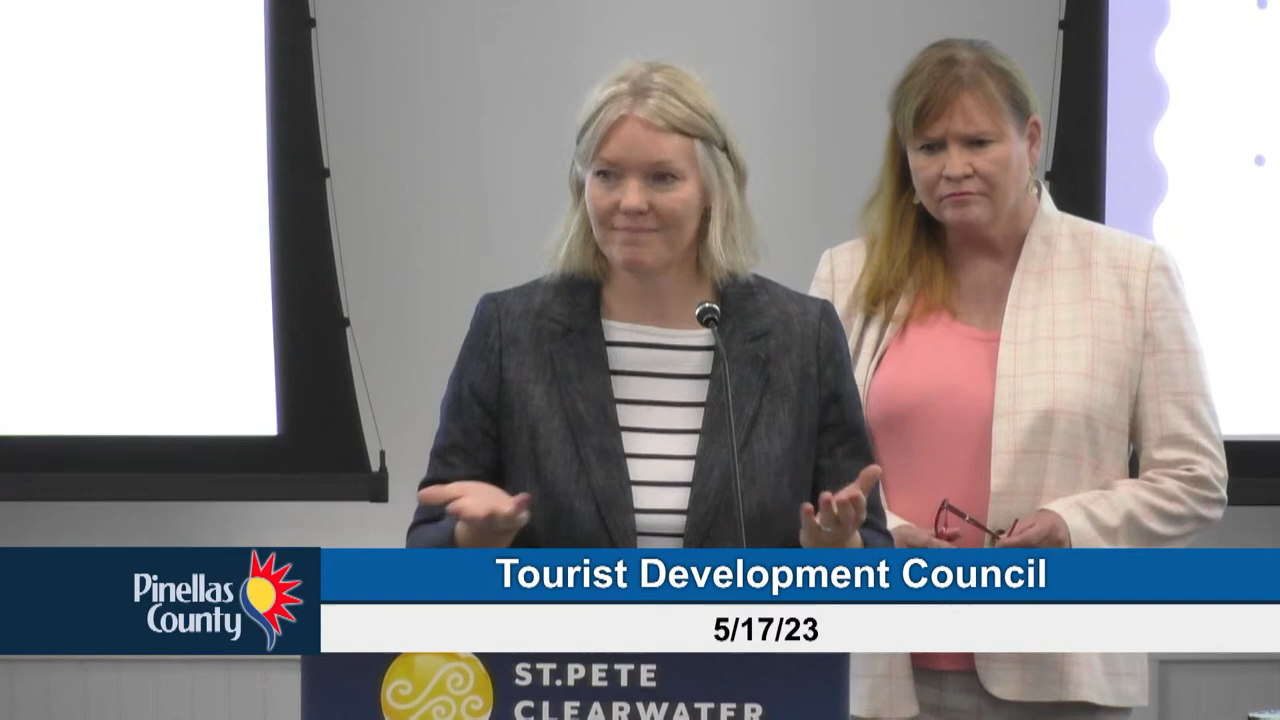 Pinellas
County
Tourist Development Council
5/17/23
ST.PETE
CLEARWATER